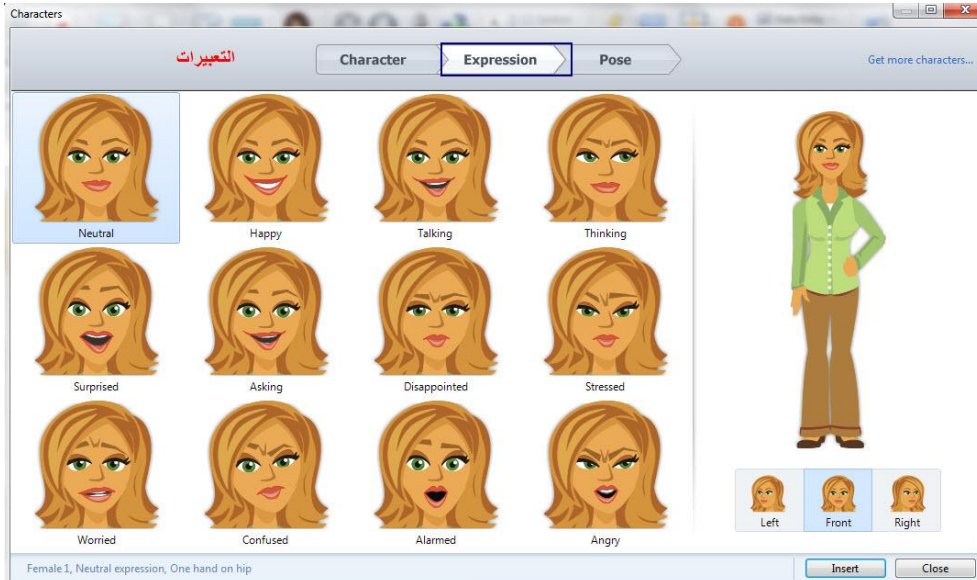 Characters
التعبيرات
Character
Expression
Pose
Get more characters...
Neutral
Happy
Talking
Thinking
Surprised
Asking
Disappointed
Stressed
Worried
Confused
Alarmed
Angry
Left
Front
Right
Female 1, Neutral expression, One hand on hip
Insert
Close